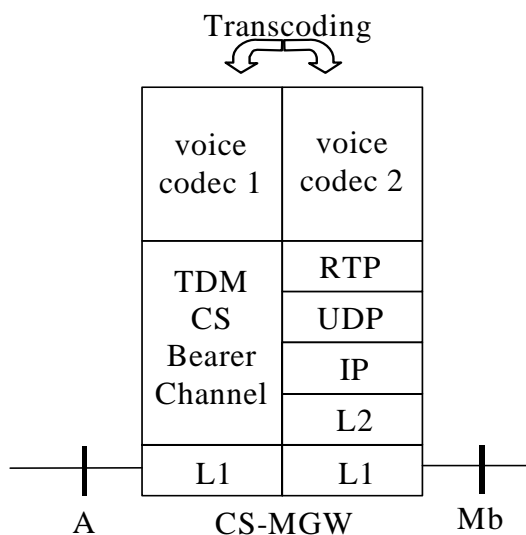 Transcoding
voice
codec 1
voice
codec 2
TDM
CS
Bearer
Channel
RTP
UDP
IP
L2
L1
L1
A
CS-MGW
Mb